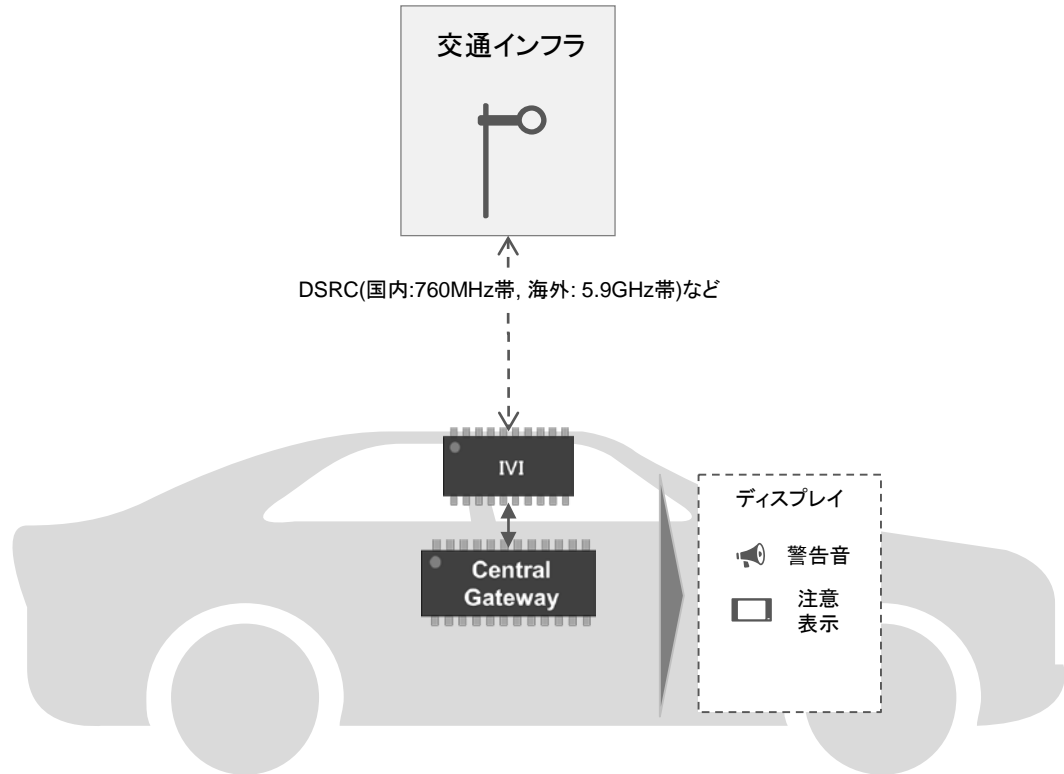 交通インフラ
DSRC(国内:760MHz帯, 海外: 5.9GHz帯)など
IVI
Central
Gateway
ディスプレイ
警告音
注意
表示